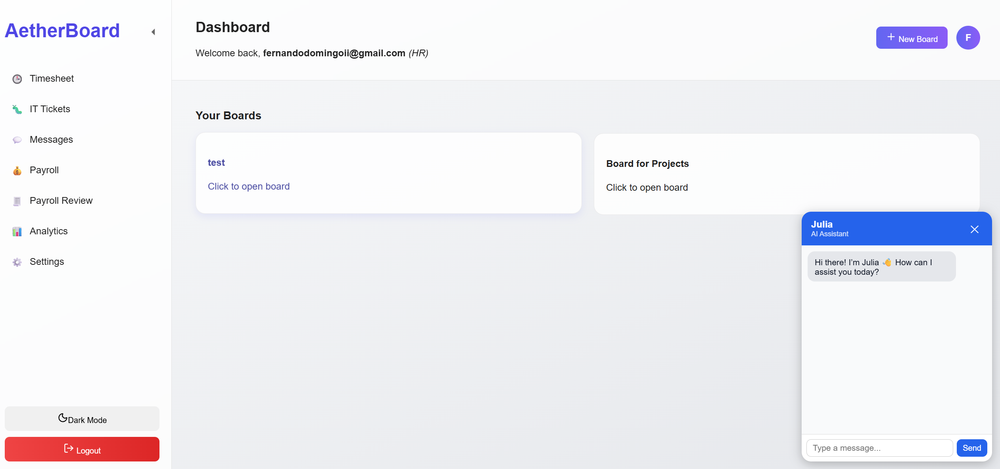 AetherBoard
Timesheet
IT Tickets
Messages
Payroll
Payroll Review
Analytics
Settings
Dark Mode
Logout
Dashboard
Welcome back, fernandodomingoii@gmail.com (HR)
New Board
F
Your Boards
test
Click to open board
Board for Projects
Click to open board
Julia
AI Assistant
Hi there! I’m Julia 👋 How can I
assist you today?
Type a message...
Send